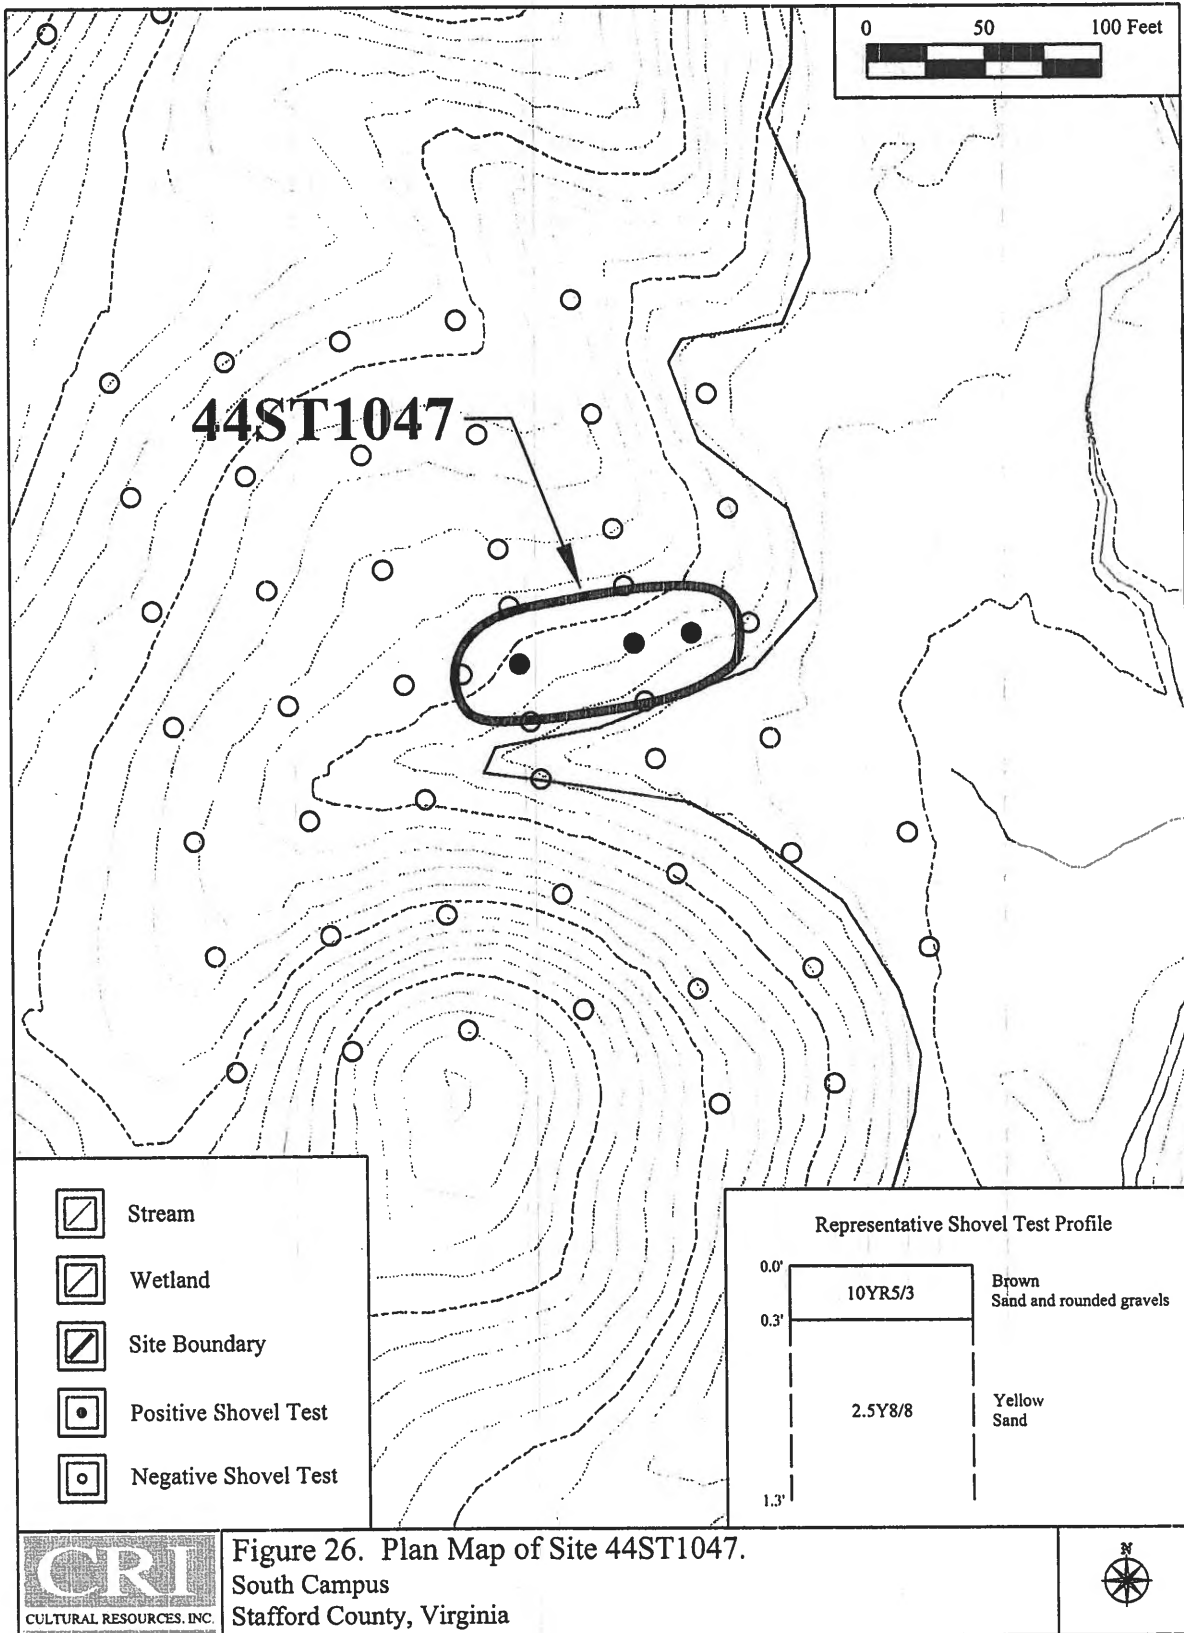 0 50 100 Feet
44ST1047
Stream
Wetland
Site Boundary
Positive Shovel Test
Negative Shovel Test
Representative Shovel Test Profile
0.0'
10YR5/3
Brown
Sand and rounded gravels
0.3'
2.5Y8/8
Yellow
Sand
1.3'
CRI
CULTURAL RESOURCES, INC.
Figure 26. Plan Map of Site 44ST1047.
South Campus
Stafford County, Virginia
N